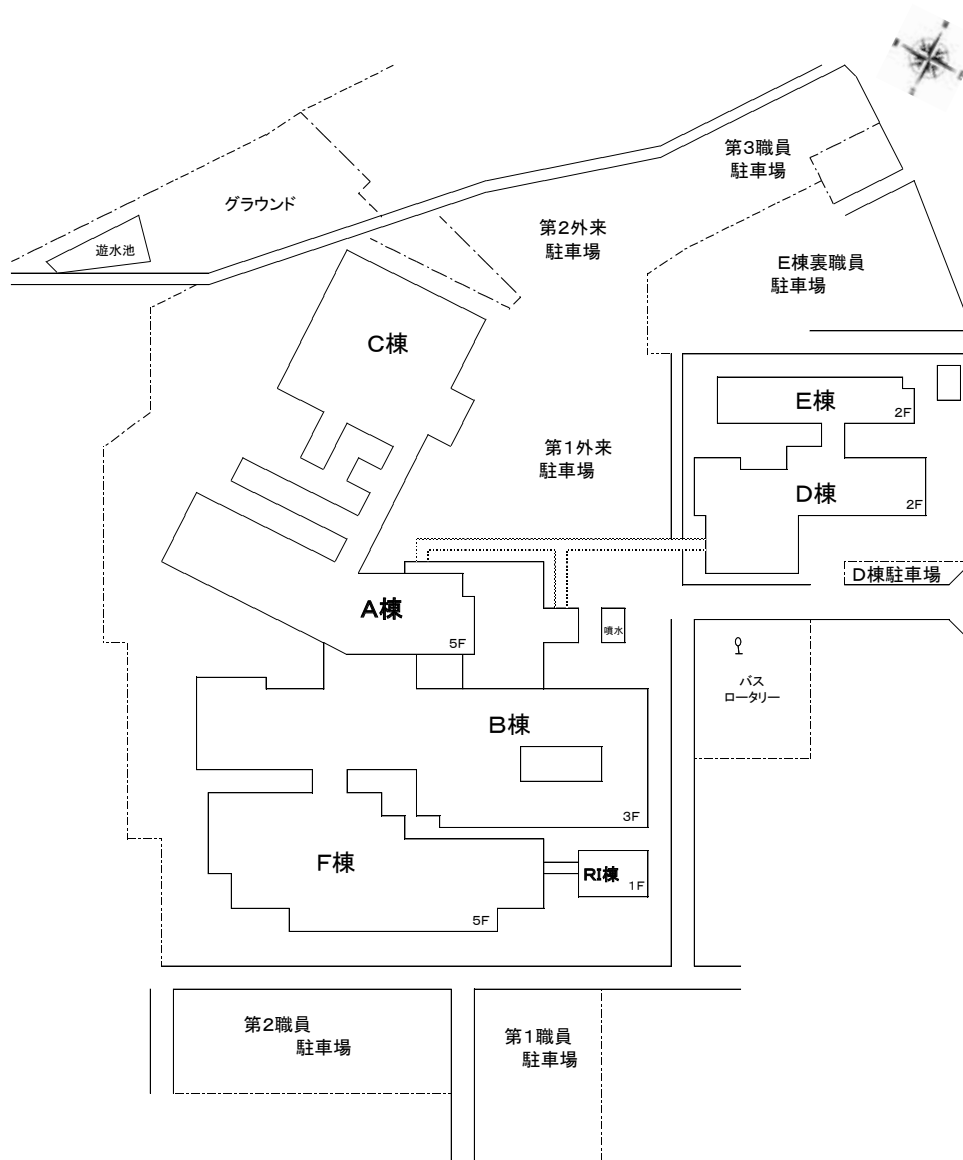 第3職員
駐車場
グラウンド
第2外来
駐車場
遊水池
E棟裏職員
駐車場
C棟
E棟
2F
第1外来
駐車場
D棟
2F
D棟駐車場
A棟
5F
噴水
バス
ロータリー
B棟
3F
F棟
5F
RI棟
1F
第2職員
駐車場
第1職員
駐車場